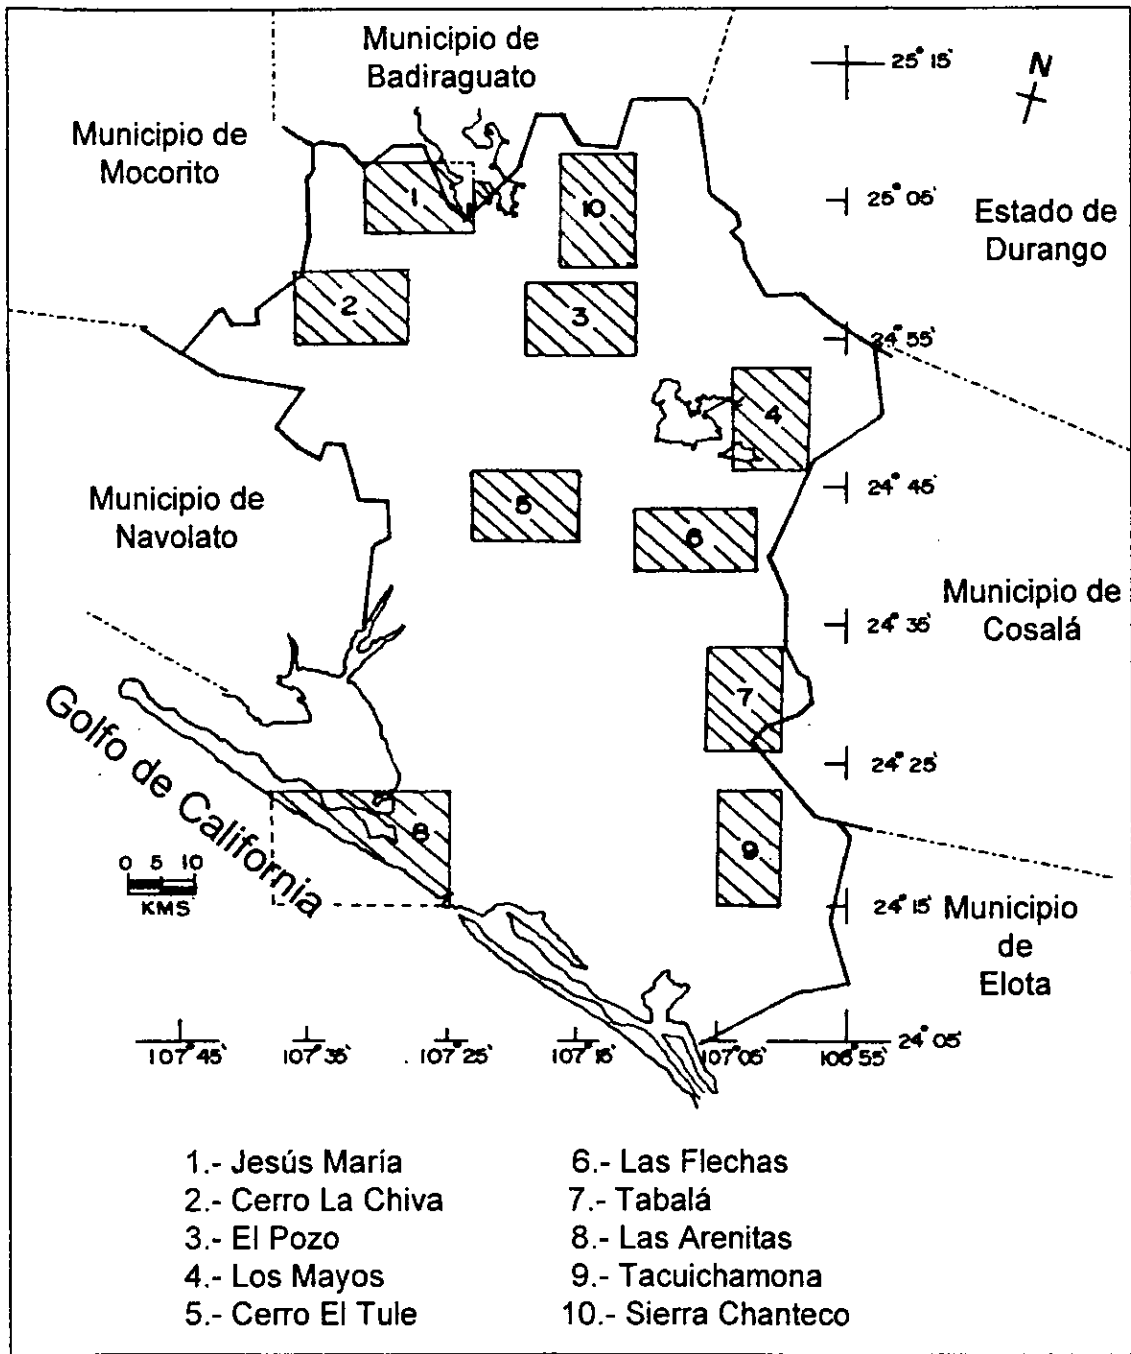 Municipio de
Badiraguato
25° 15'
N
Municipio de
Mocorito
1
10
25° 05'
Estado de
Durango
2
3
24° 55'
4
Municipio de
Navolato
5
24° 45'
6
Municipio de
Cosalá
24° 35'
7
Golfo de California
24° 25'
8
9
0 5 10
KMS
24° 15'
Municipio
de
Elota
107° 45' 107° 35' 107° 25' 107° 15' 107° 05' 106° 55' 24° 05'
1.- Jesús María
2.- Cerro La Chiva
3.- El Pozo
4.- Los Mayos
5.- Cerro El Tule
6.- Las Flechas
7.- Tabalá
8.- Las Arenitas
9.- Tacuichamona
10.- Sierra Chanteco